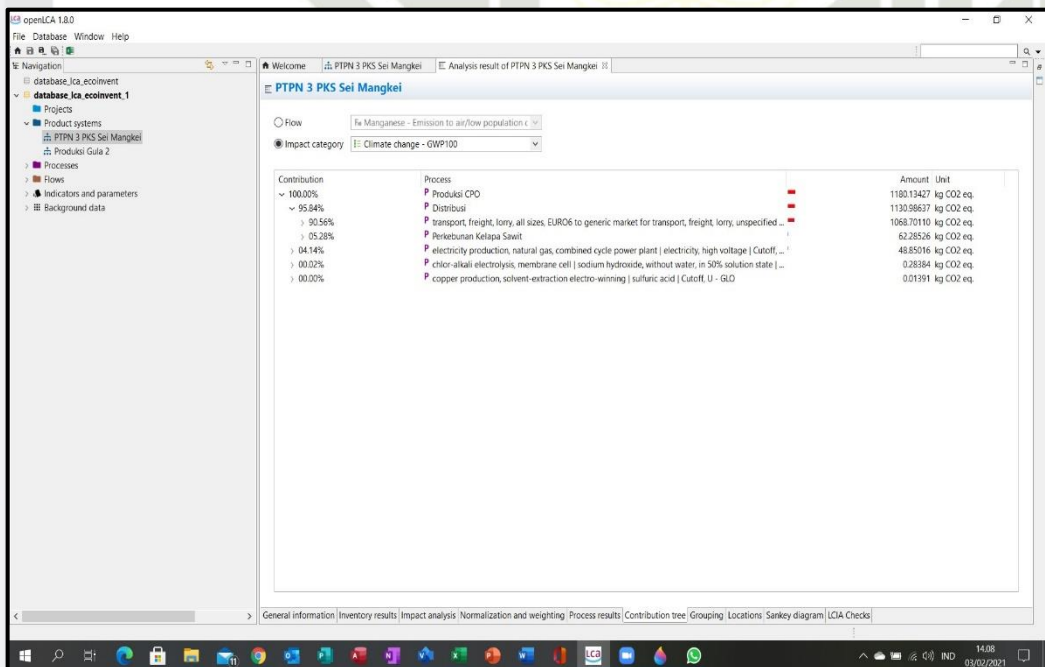 openLCA 1.8.0
File Database Window Help
Navigation
database_lca_ecoinvent
database_lca_ecoinvent_1
Projects
Product systems
PTPN 3 PKS Sei Mangkei
Produksi Gula 2
Processes
Flows
Indicators and parameters
Background data
Welcome PTPN 3 PKS Sei Mangkei Analysis result of PTPN 3 PKS Sei Mangkei
PTPN 3 PKS Sei Mangkei
Flow Manganese - Emission to air/low population c
Impact category Climate change - GWP100
Contribution Process Amount Unit
100.00% P Produksi CPO 1180.13427 kg CO2 eq.
95.84% P Distribusi 1130.98637 kg CO2 eq.
90.56% P transport, freight, lorry, all sizes, EURO6 to generic market for transport, freight, lorry, unspecified ... 1068.70110 kg CO2 eq.
05.28% P Perkebunan Kelapa Sawit 62.28526 kg CO2 eq.
04.14% P electricity production, natural gas, combined cycle power plant | electricity, high voltage | Cutoff, ... 48.85016 kg CO2 eq.
00.02% P chlor-alkali electrolysis, membrane cell | sodium hydroxide, without water, in 50% solution state | ... 0.28384 kg CO2 eq.
00.00% P copper production, solvent-extraction electro-winning | sulfuric acid | Cutoff, U - GLO 0.01391 kg CO2 eq.
General information Inventory results Impact analysis Normalization and weighting Process results Contribution tree Grouping Locations Sankey diagram LCIA Checks
LCA
IND
14.08
03/02/2021